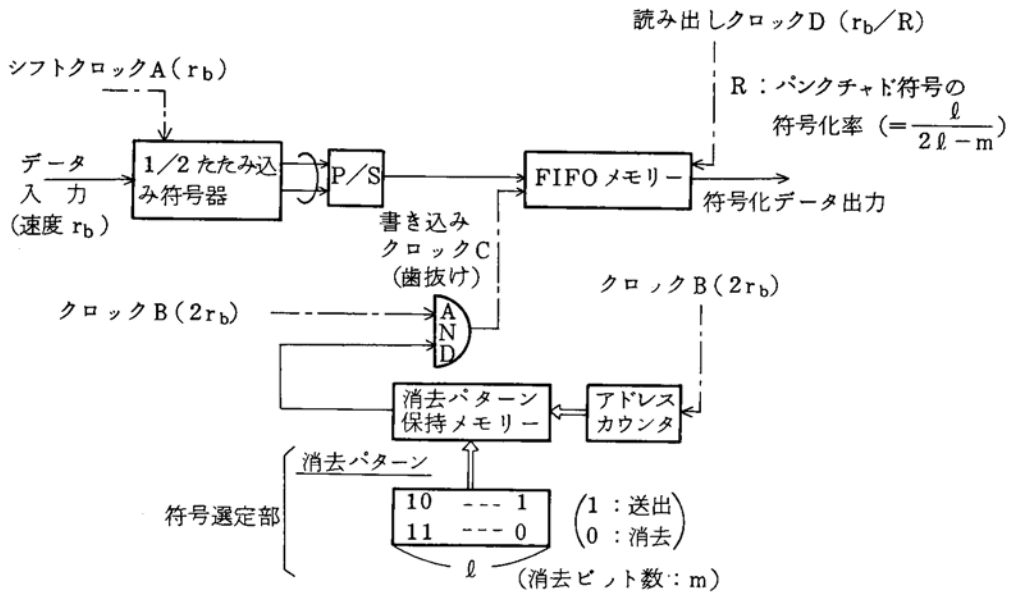 読み出しクロックD (rb/R)
シフトクロックA(rb)
R：パンクチャド符号の
符号化率 (= ℓ / 2ℓ-m )
データ
入 力
(速度 rb)
1/2 たたみ込
み符号器
P/S
FIFO メモリー
符号化データ出力
書き込み
クロックC
(歯抜け)
クロックB(2rb)
クロックB(2rb)
AND
消去パターン
保持メモリー
アドレス
カウンタ
消去パターン
符号選定部
10 --- 1
11 --- 0
1：送出
0：消去
ℓ
(消去ビット数：m)